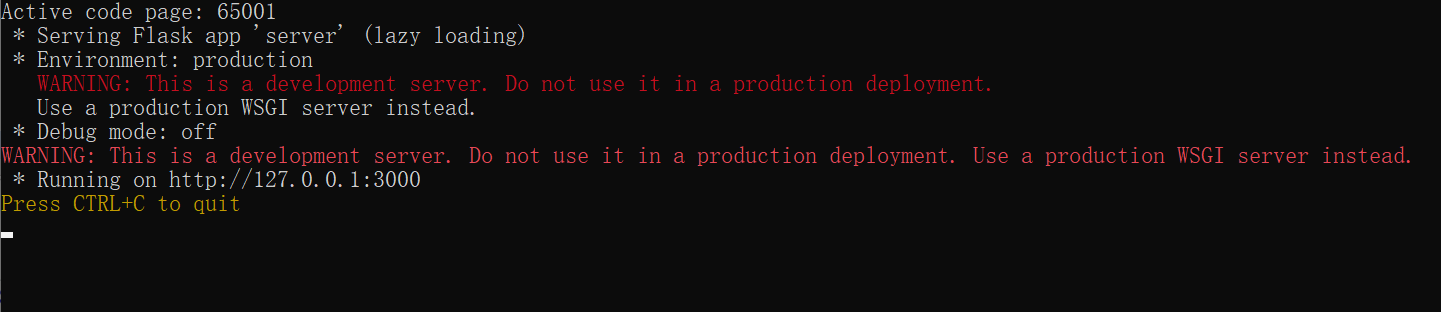 Active code page: 65001
* Serving Flask app 'server' (lazy loading)
* Environment: production
WARNING: This is a development server. Do not use it in a production deployment.
Use a production WSGI server instead.
* Debug mode: off
WARNING: This is a development server. Do not use it in a production deployment. Use a production WSGI server instead.
* Running on http://127.0.0.1:3000
Press CTRL+C to quit